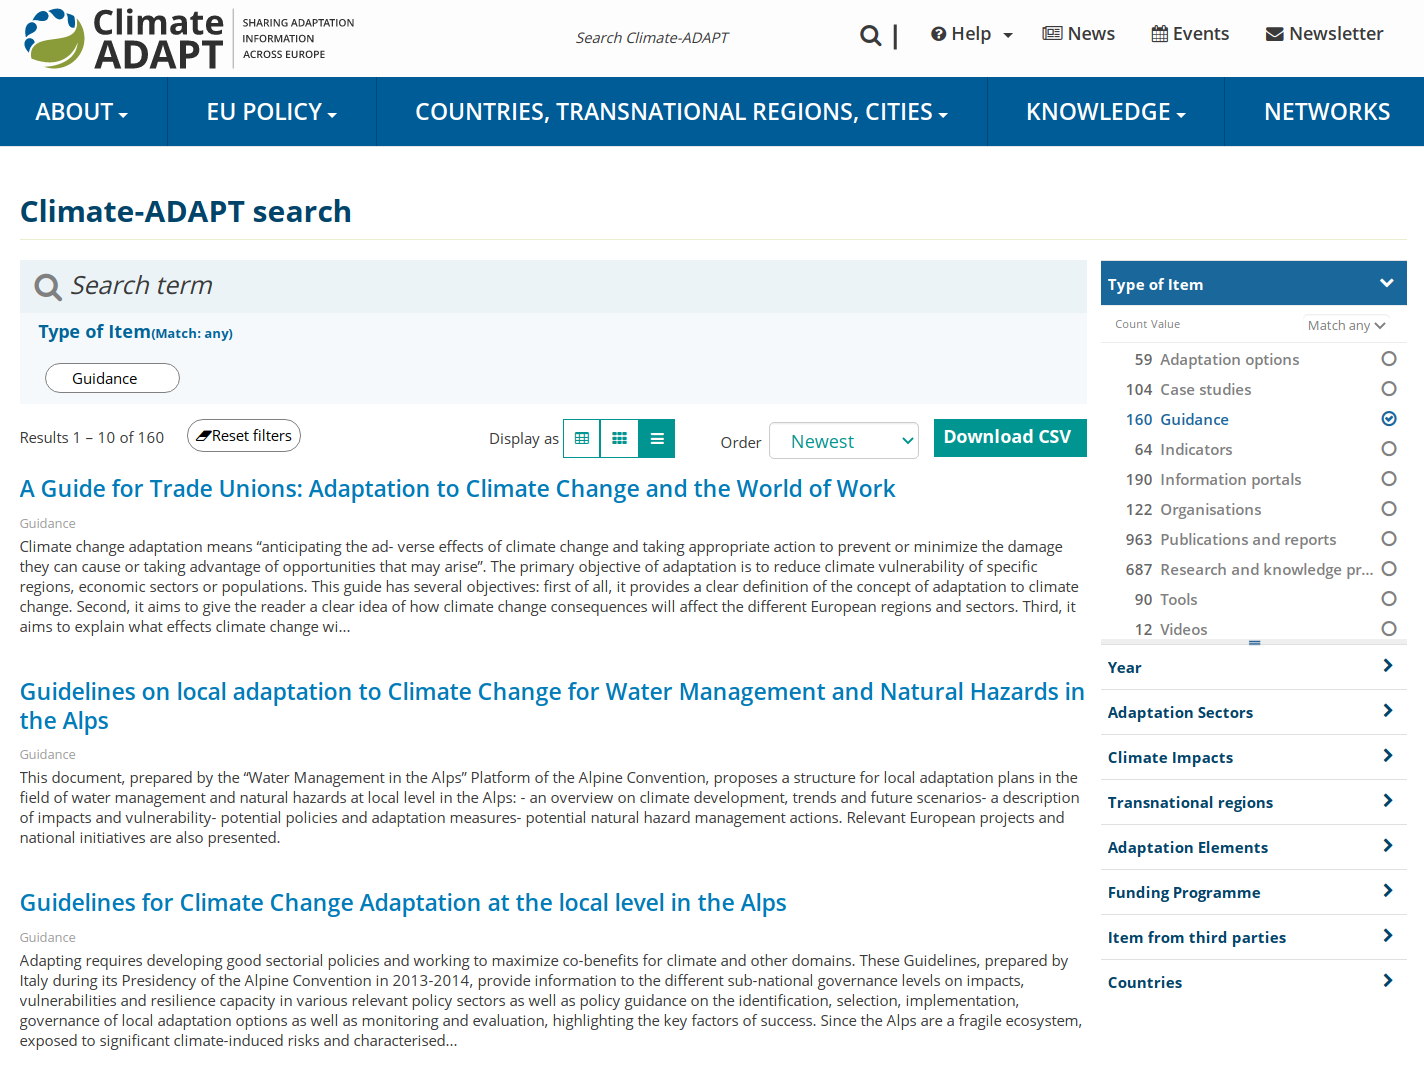 Climate
ADAPT
SHARING ADAPTATION
INFORMATION
ACROSS EUROPE
Search Climate-ADAPT
Help
News
Events
Newsletter
ABOUT
EU POLICY
COUNTRIES, TRANSNATIONAL REGIONS, CITIES
KNOWLEDGE
NETWORKS
Climate-ADAPT search
Search term
Type of Item(Match: any)
Guidance
Results 1 – 10 of 160
Reset filters
Display as
Order
Newest
Download CSV
A Guide for Trade Unions: Adaptation to Climate Change and the World of Work
Guidance
Climate change adaptation means “anticipating the ad- verse effects of climate change and taking appropriate action to prevent or minimize the damage
they can cause or taking advantage of opportunities that may arise”. The primary objective of adaptation is to reduce climate vulnerability of specific
regions, economic sectors or populations. This guide has several objectives: first of all, it provides a clear definition of the concept of adaptation to climate
change. Second, it aims to give the reader a clear idea of how climate change consequences will affect the different European regions and sectors. Third, it
aims to explain what effects climate change wi...
Guidelines on local adaptation to Climate Change for Water Management and Natural Hazards in
the Alps
Guidance
This document, prepared by the “Water Management in the Alps” Platform of the Alpine Convention, proposes a structure for local adaptation plans in the
field of water management and natural hazards at local level in the Alps: - an overview on climate development, trends and future scenarios- a description
of impacts and vulnerability- potential policies and adaptation measures- potential natural hazard management actions. Relevant European projects and
national initiatives are also presented.
Guidelines for Climate Change Adaptation at the local level in the Alps
Guidance
Adapting requires developing good sectorial policies and working to maximize co-benefits for climate and other domains. These Guidelines, prepared by
Italy during its Presidency of the Alpine Convention in 2013-2014, provide information to the different sub-national governance levels on impacts,
vulnerabilities and resilience capacity in various relevant policy sectors as well as policy guidance on the identification, selection, implementation,
governance of local adaptation options as well as monitoring and evaluation, highlighting the key factors of success. Since the Alps are a fragile ecosystem,
exposed to significant climate-induced risks and characterised...
Type of Item
Count Value
Match any
59 Adaptation options
104 Case studies
160 Guidance
64 Indicators
190 Information portals
122 Organisations
963 Publications and reports
687 Research and knowledge pr...
90 Tools
12 Videos
Year
Adaptation Sectors
Climate Impacts
Transnational regions
Adaptation Elements
Funding Programme
Item from third parties
Countries